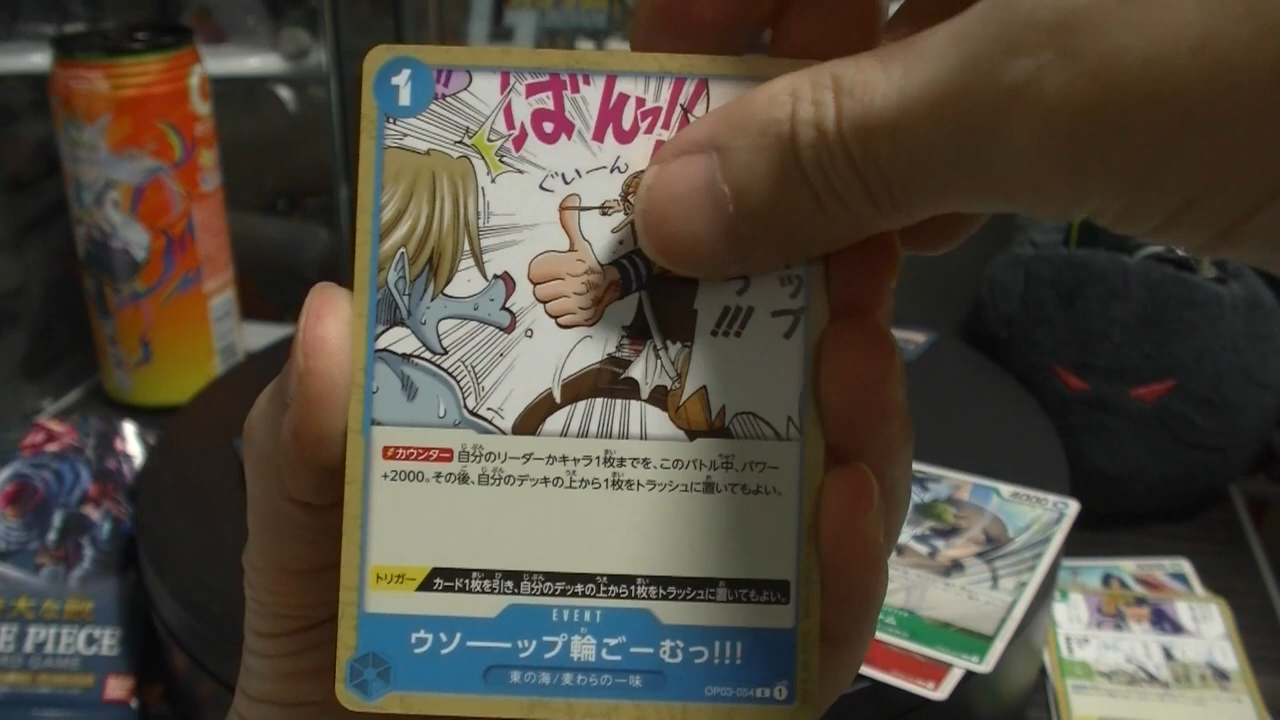 1
ばんっ!!
ぐいーん
ップ
っ
!!!
カウンター 自分のリーダーかキャラ1枚までを、このバトル中、パワー
+2000。その後、自分のデッキの上から1枚をトラッシュに置いてもよい。
トリガー カード1枚を引き、自分のデッキの上から1枚をトラッシュに置いてもよい。
EVENT
ウソ──ップ輪ごーむっ!!!
東の海/麦わらの一味
OP03-054 C 1
E PIECE